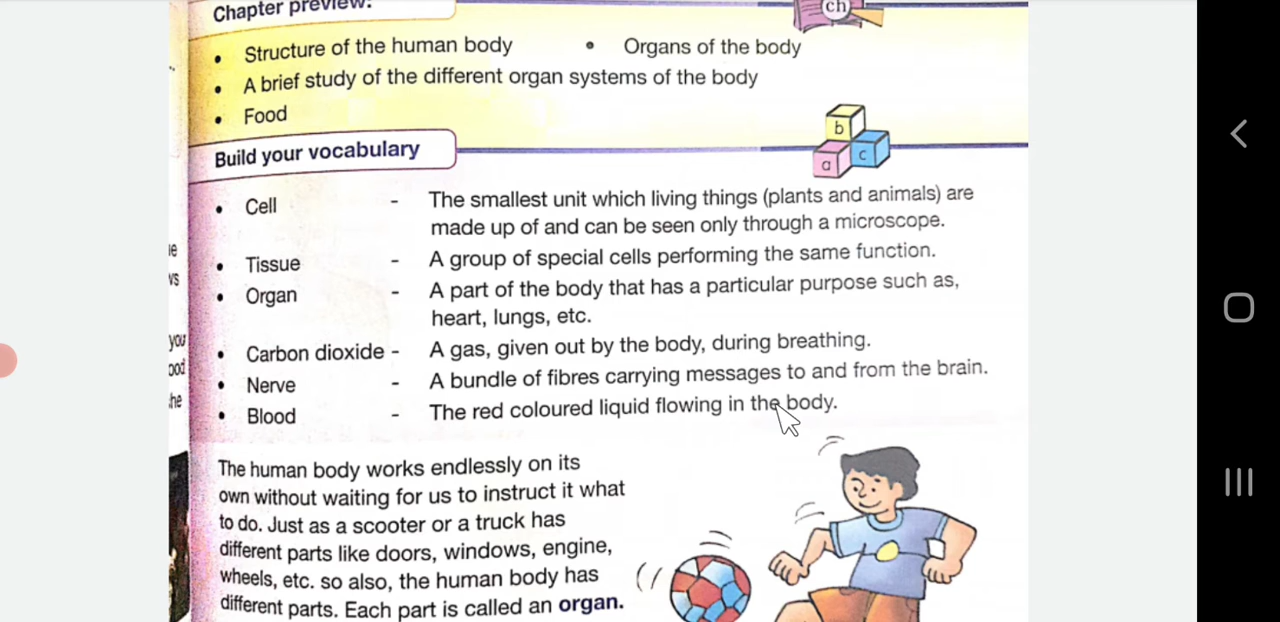 Chapter preview:
ch
• Structure of the human body • Organs of the body
• A brief study of the different organ systems of the body
• Food
b
a c
Build your vocabulary
• Cell - The smallest unit which living things (plants and animals) are
made up of and can be seen only through a microscope.
• Tissue - A group of special cells performing the same function.
• Organ - A part of the body that has a particular purpose such as,
heart, lungs, etc.
• Carbon dioxide - A gas, given out by the body, during breathing.
• Nerve - A bundle of fibres carrying messages to and from the brain.
• Blood - The red coloured liquid flowing in the body.
you
The human body works endlessly on its
own without waiting for us to instruct it what
to do. Just as a scooter or a truck has
different parts like doors, windows, engine,
wheels, etc. so also, the human body has
different parts. Each part is called an organ.